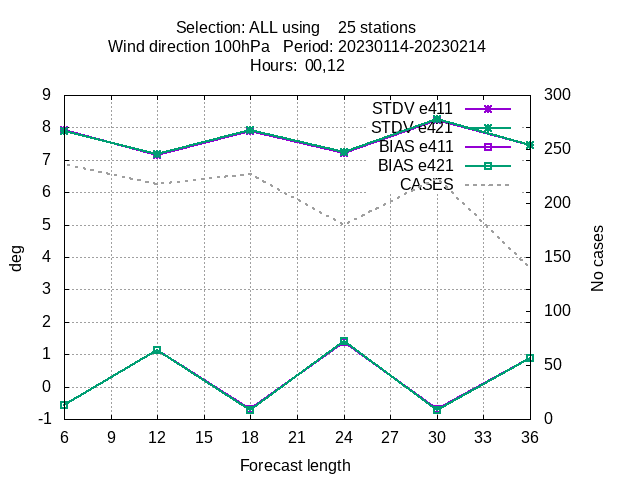 Selection: ALL using    25 stations
Wind direction 100hPa   Period: 20230114-20230214
Hours:  00,12
STDV e411
STDV e421
BIAS e411
BIAS e421
CASES
deg
9
8
7
6
5
4
3
2
1
0
-1
300
250
200
150
100
50
0
No cases
6 9 12 15 18 21 24 27 30 33 36
Forecast length